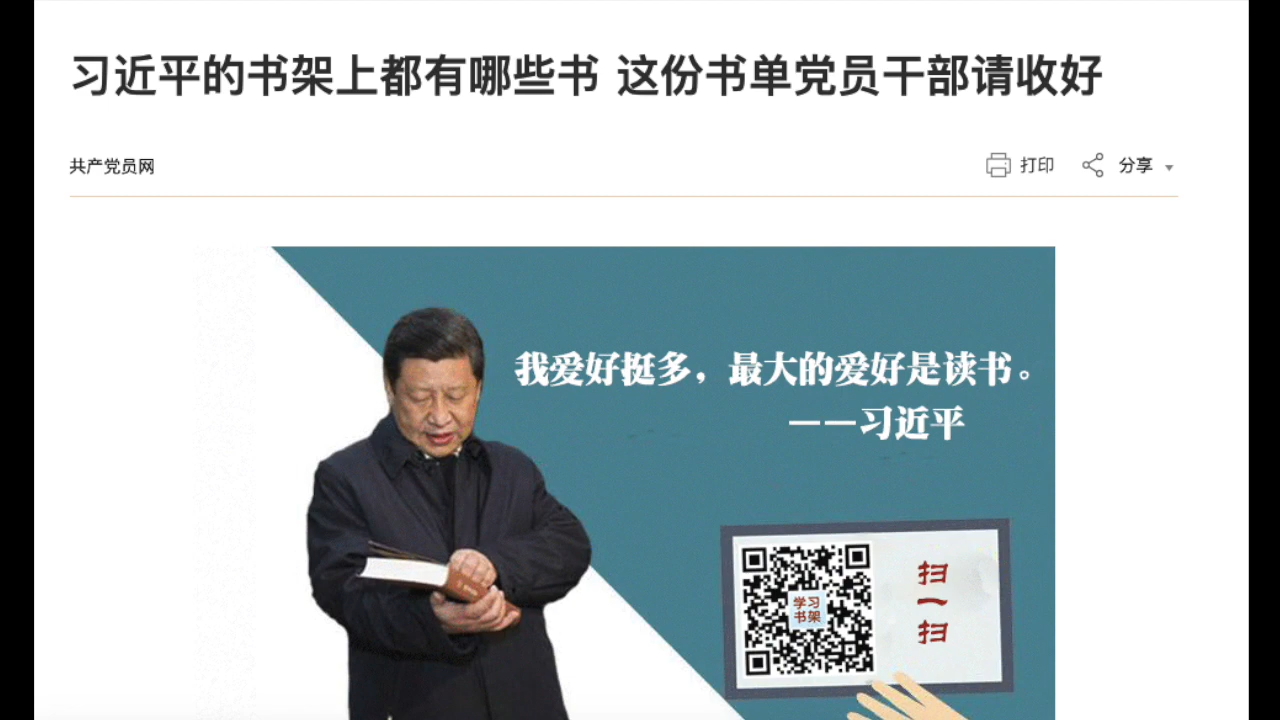 习近平的书架上都有哪些书 这份书单党员干部请收好
共产党员网
打印
分享
我爱好挺多，最大的爱好是读书。
——习近平
学习
书架
扫一扫